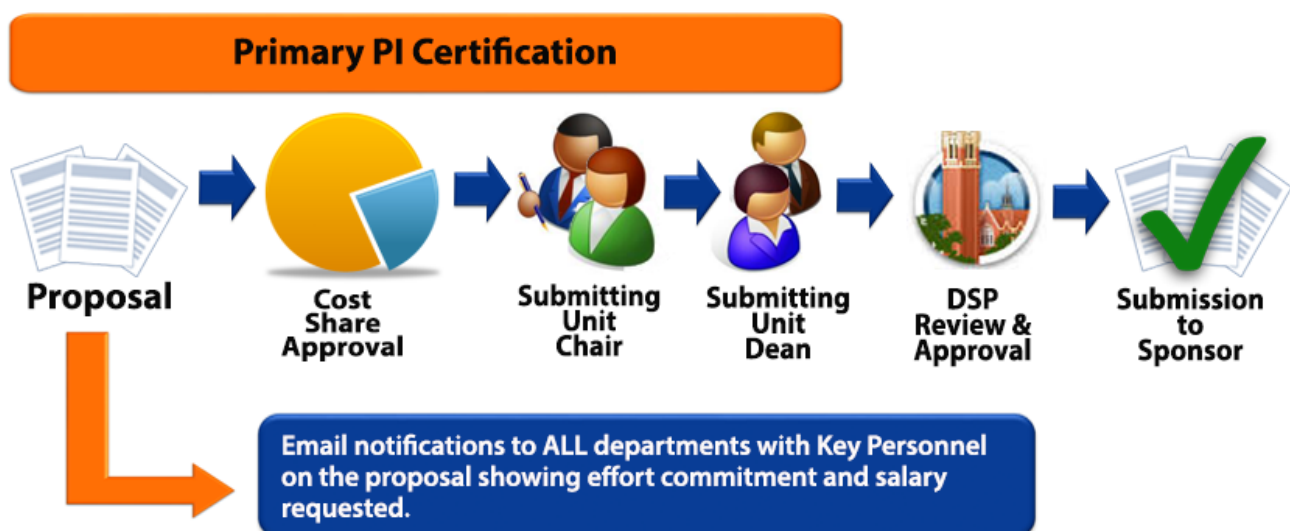 Primary PI Certification
Proposal
Cost
Share
Approval
Submitting
Unit
Chair
Submitting
Unit
Dean
DSP
Review &
Approval
Submission
to
Sponsor
Email notifications to ALL departments with Key Personnel
on the proposal showing effort commitment and salary
requested.